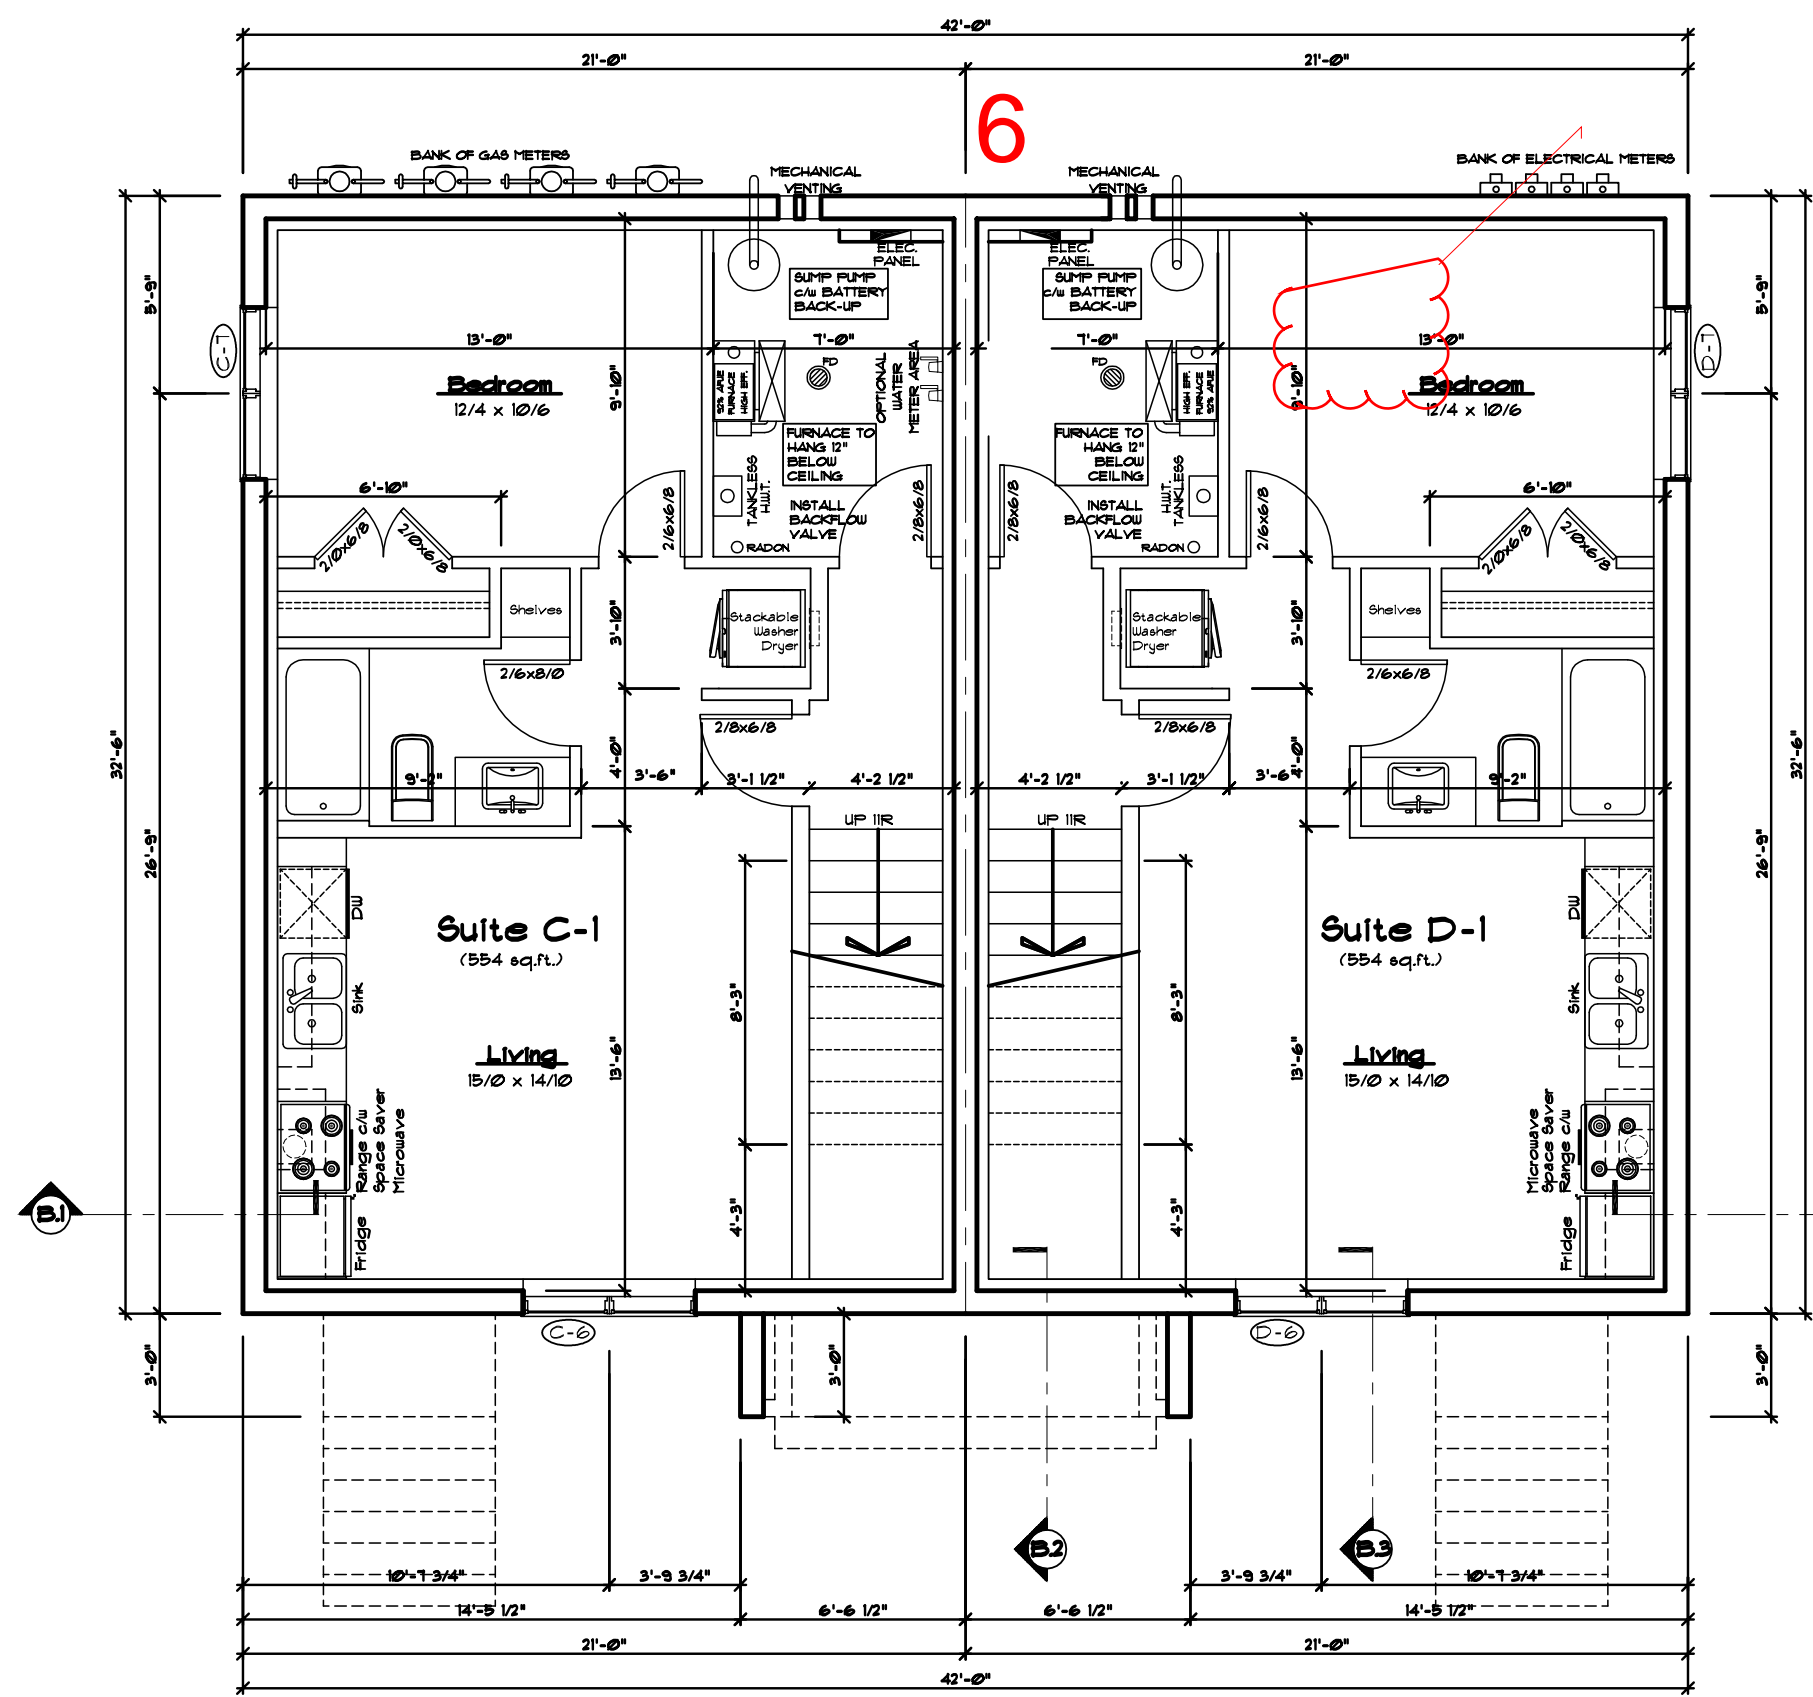 42'-0"
21'-0" 21'-0"
6
BANK OF GAS METERS
MECHANICAL
VENTING
MECHANICAL
VENTING
BANK OF ELECTRICAL METERS
ELEC.
PANEL
ELEC.
PANEL
SUMP PUMP
c/w BATTERY
BACK-UP
SUMP PUMP
c/w BATTERY
BACK-UP
5'-9"
5'-9"
C-7
D-7
13'-0"
7'-0"
7'-0"
13'-0"
FD
FD
OPTIONAL
WATER
METER AREA
92% AFUE
FURNACE
HIGH EFF.
HIGH EFF.
FURNACE
92% AFUE
Bedroom
12/4 x 10/6
Bedroom
12/4 x 10/6
9'-10"
9'-10"
FURNACE TO
HANG 12"
BELOW
CEILING
FURNACE TO
HANG 12"
BELOW
CEILING
TANKLESS
H.W.T.
H.W.T.
TANKLESS
INSTALL
BACKFLOW
VALVE
INSTALL
BACKFLOW
VALVE
RADON
RADON
6'-10"
6'-10"
2/0x6/8
2/0x6/8
2/6x6/8
2/8x6/8
2/8x6/8
2/6x6/8
2/0x6/8
2/0x6/8
Shelves
Shelves
Stackable
Washer
Dryer
Stackable
Washer
Dryer
3'-10"
3'-10"
2/6x8/0
2/6x6/8
2/8x6/8
2/8x6/8
32'-6"
32'-6"
4'-0"
4'-0"
9'-2"
3'-6"
3'-1 1/2"
4'-2 1/2"
4'-2 1/2"
3'-1 1/2"
3'-6"
9'-2"
UP 11R
UP 11R
26'-9"
26'-9"
DW
DW
Suite C-1
(554 sq.ft.)
Suite D-1
(554 sq.ft.)
Sink
Sink
8'-3"
8'-3"
Living
15/0 x 14/10
Living
15/0 x 14/10
13'-6"
13'-6"
Range c/w
Space Saver
Microwave
Microwave
Space Saver
Range c/w
4'-3"
4'-3"
B.1
Fridge
Fridge
C-6
D-6
3'-0"
3'-0"
3'-0"
B.2
B.3
10'-7 3/4"
3'-9 3/4"
3'-9 3/4"
10'-7 3/4"
14'-5 1/2"
6'-6 1/2"
6'-6 1/2"
14'-5 1/2"
21'-0"
21'-0"
42'-0"